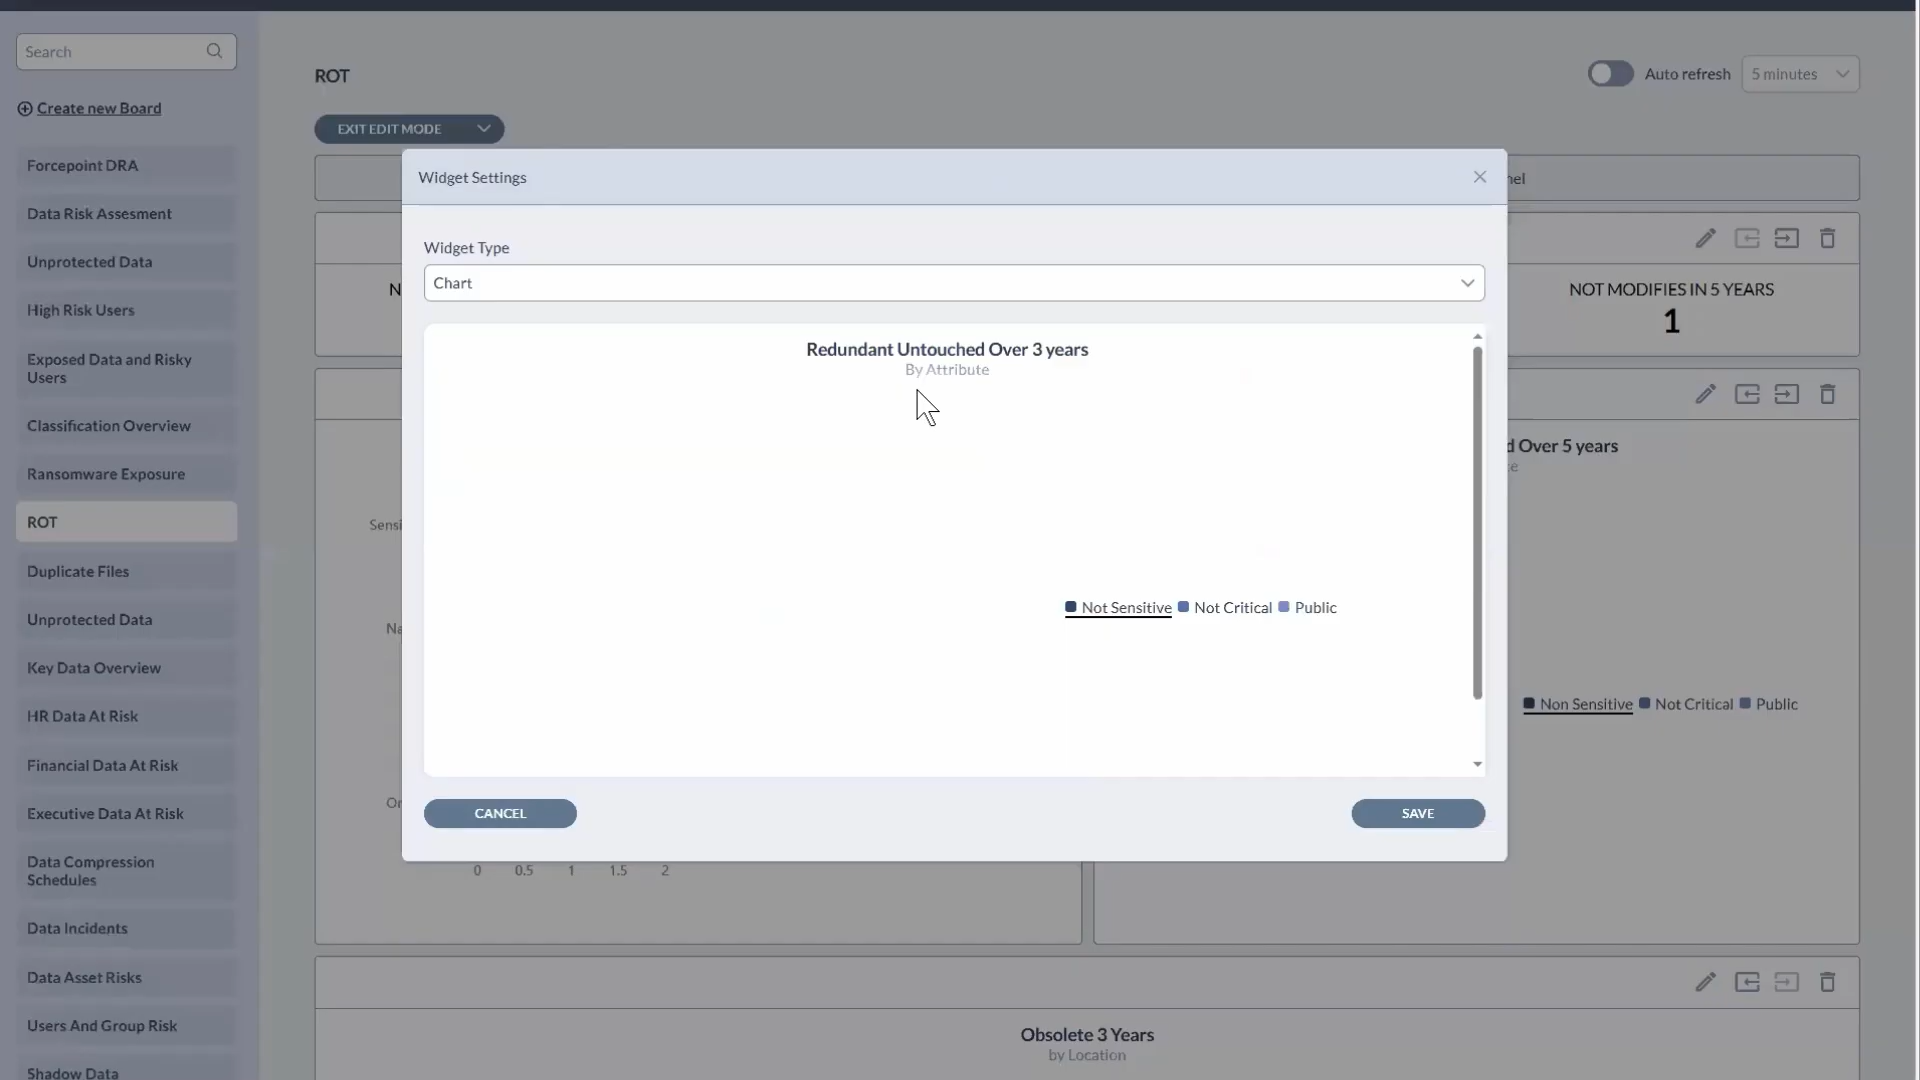 Search
Create new Board
Forcepoint DRA
Data Risk Assesment
Unprotected Data
High Risk Users
Exposed Data and Risky
Users
Classification Overview
Ransomware Exposure
ROT
Duplicate Files
Unprotected Data
Key Data Overview
HR Data At Risk
Financial Data At Risk
Executive Data At Risk
Data Compression
Schedules
Data Incidents
Data Asset Risks
Users And Group Risk
Shadow Data
ROT
Auto refresh
5 minutes
EXIT EDIT MODE
nel
Widget Settings
Widget Type
Chart
Redundant Untouched Over 3 years
By Attribute
Not Sensitive
Not Critical
Public
CANCEL
SAVE
N
NOT MODIFIES IN 5 YEARS
1
d Over 5 years
Sensi
Na
Or
0 0.5 1 1.5 2
Non Sensitive
Not Critical
Public
Obsolete 3 Years
by Location